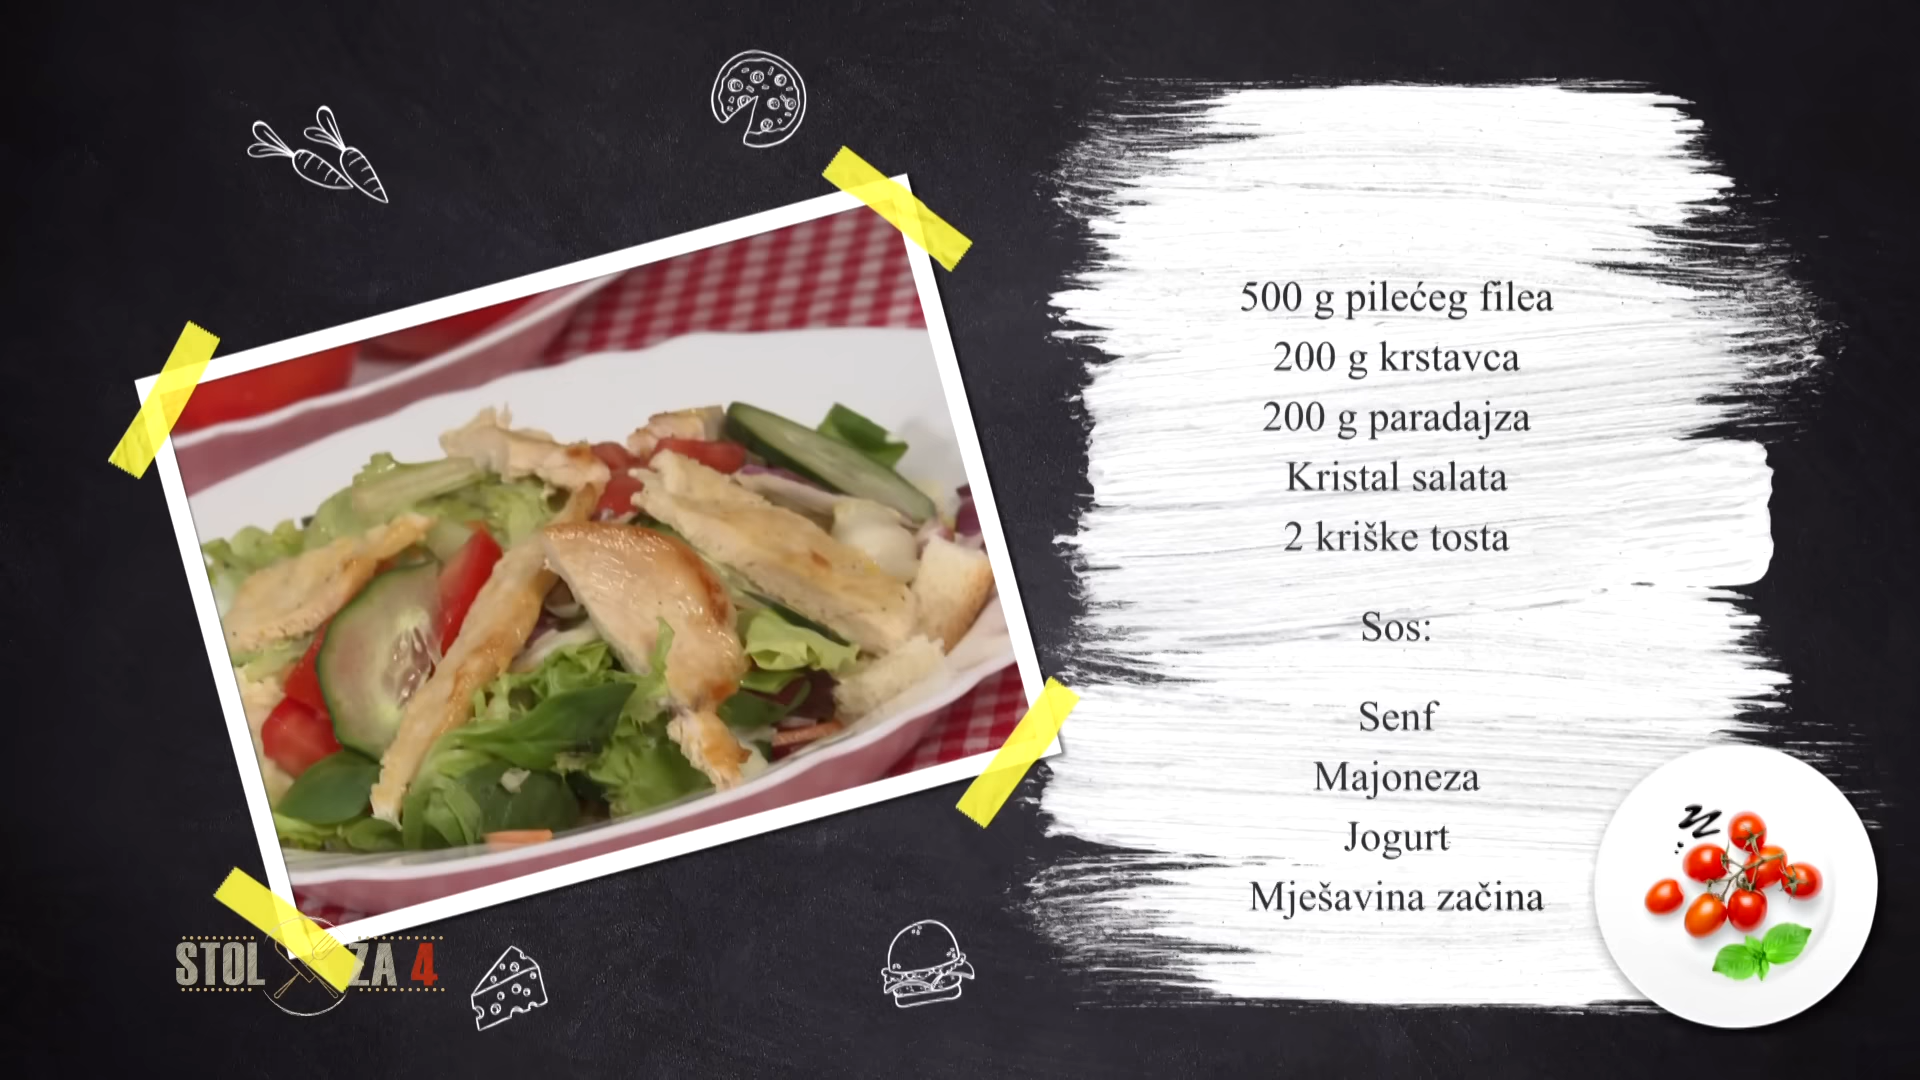 500 g pilećeg filea
200 g krstavca
200 g paradajza
Kristal salata
2 kriške tosta
Sos:
Senf
Majoneza
Jogurt
Mješavina začina
STOL ZA 4